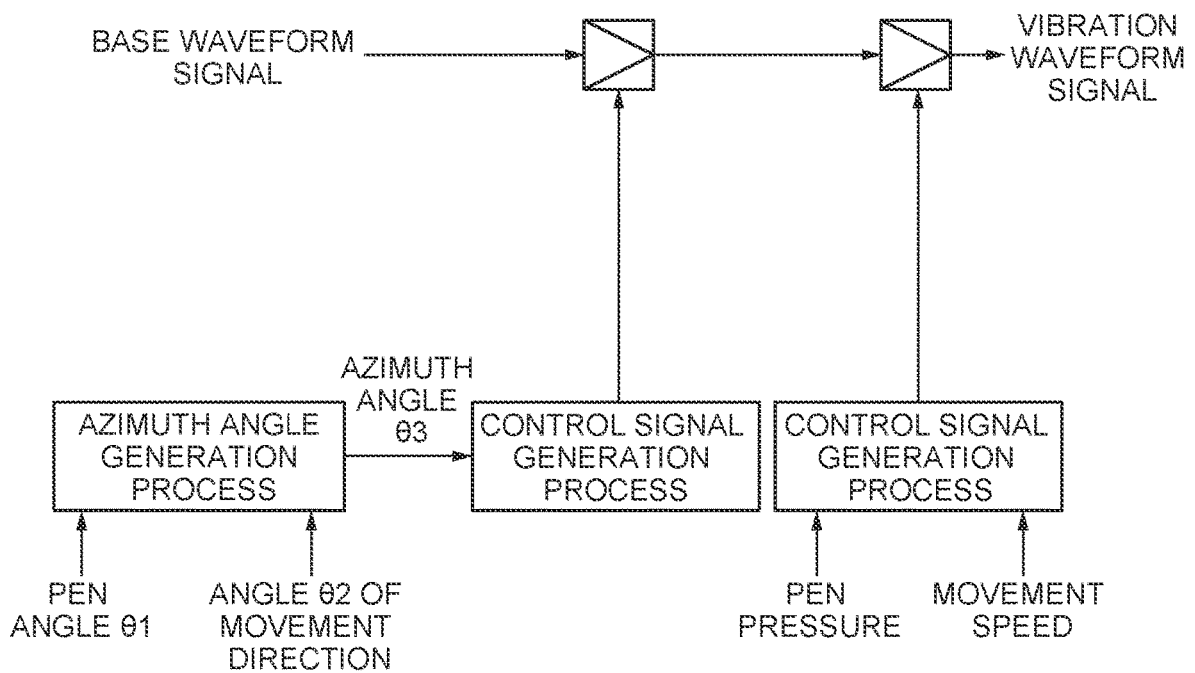 BASE WAVEFORM
SIGNAL
VIBRATION
WAVEFORM
SIGNAL
AZIMUTH
ANGLE
θ3
AZIMUTH ANGLE
GENERATION
PROCESS
CONTROL SIGNAL
GENERATION
PROCESS
CONTROL SIGNAL
GENERATION
PROCESS
PEN
ANGLE θ1
ANGLE θ2 OF
MOVEMENT
DIRECTION
PEN
PRESSURE
MOVEMENT
SPEED